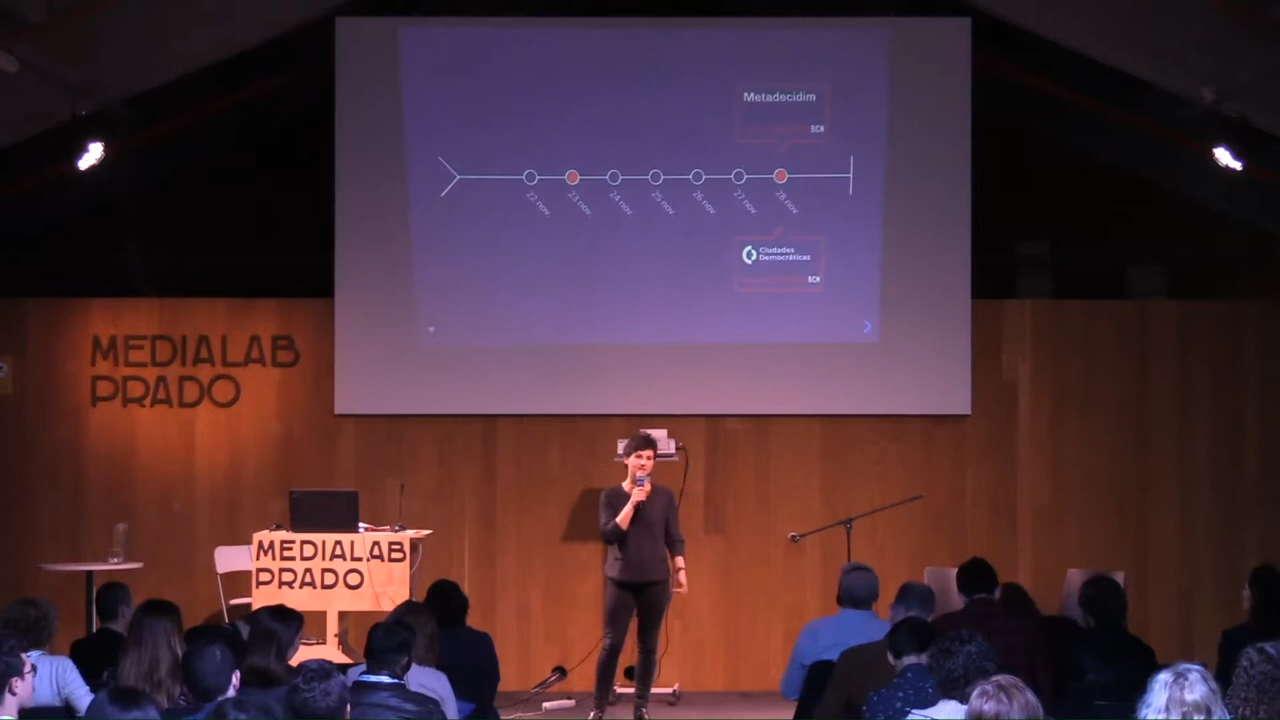 Metadecidim
BCN
22 nov
23 nov
24 nov
25 nov
26 nov
27 nov
28 nov
Ciudades
Democráticas
BCN
MEDIALAB
PRADO
MEDIALAB
PRADO